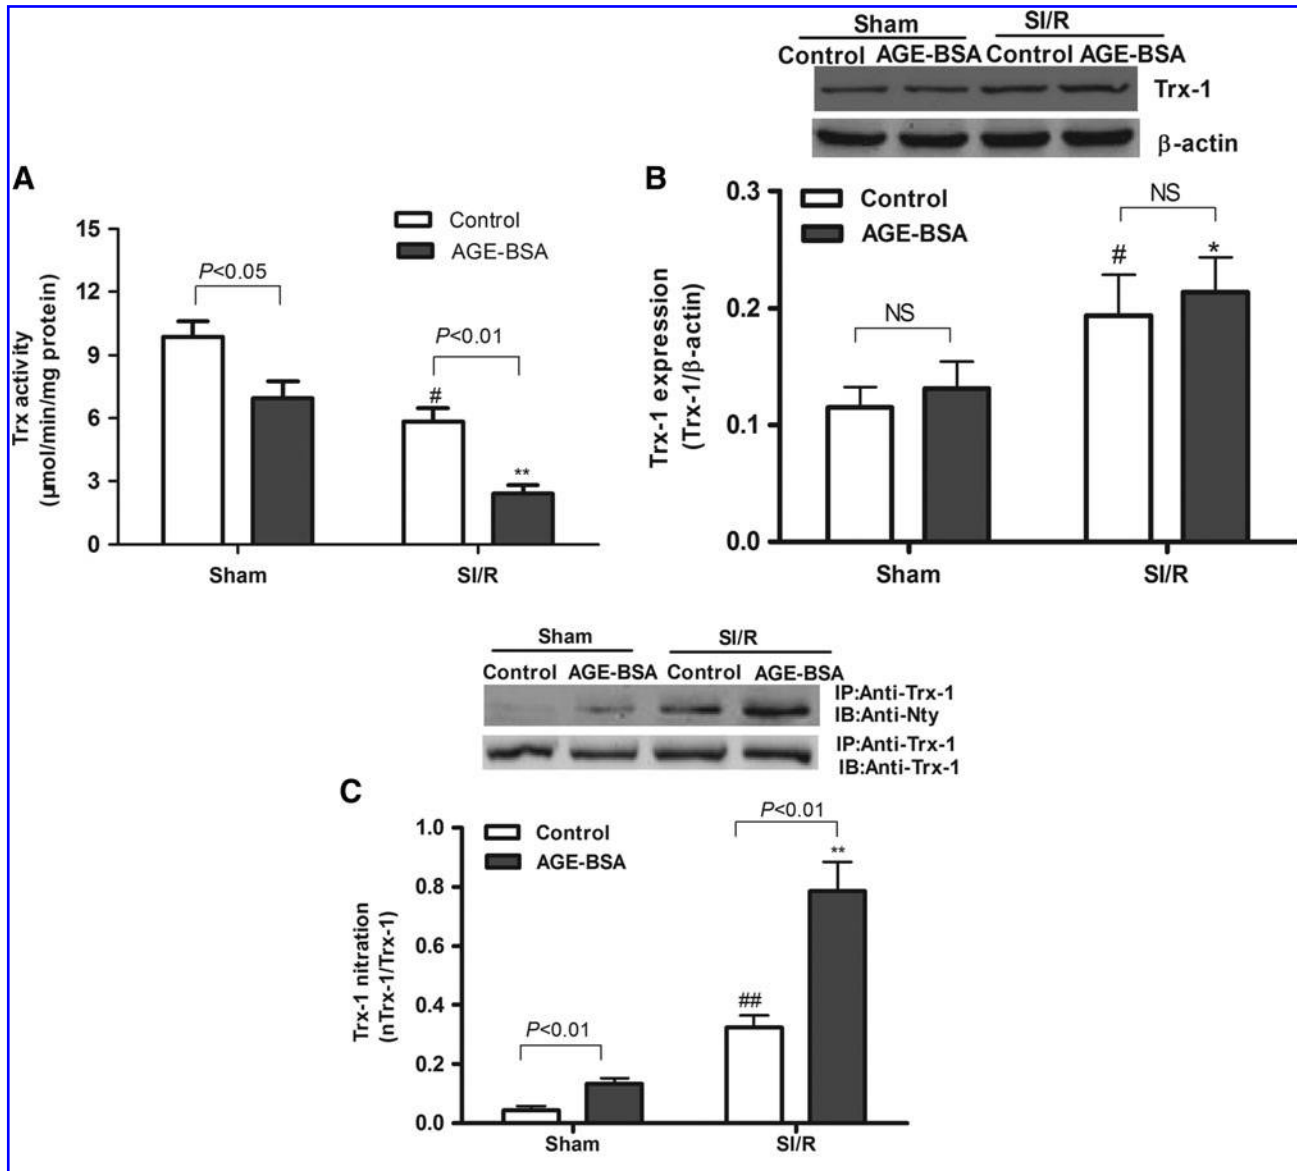 Sham SI/R
Control AGE-BSA Control AGE-BSA
Trx-1
β-actin
A
Control
AGE-BSA
Trx activity
(μmol/min/mg protein)
15
12
9
6
3
0
P<0.05
P<0.01
#
**
Sham SI/R
B
Control
AGE-BSA
Trx-1 expression
(Trx-1/β-actin)
0.3
0.2
0.1
0.0
NS
NS
#
*
Sham SI/R
Sham SI/R
Control AGE-BSA Control AGE-BSA
IP:Anti-Trx-1
IB:Anti-Nty
IP:Anti-Trx-1
IB:Anti-Trx-1
C
Control
AGE-BSA
Trx-1 nitration
(nTrx-1/Trx-1)
1.0
0.8
0.6
0.4
0.2
0.0
P<0.01
P<0.01
##
**
Sham SI/R